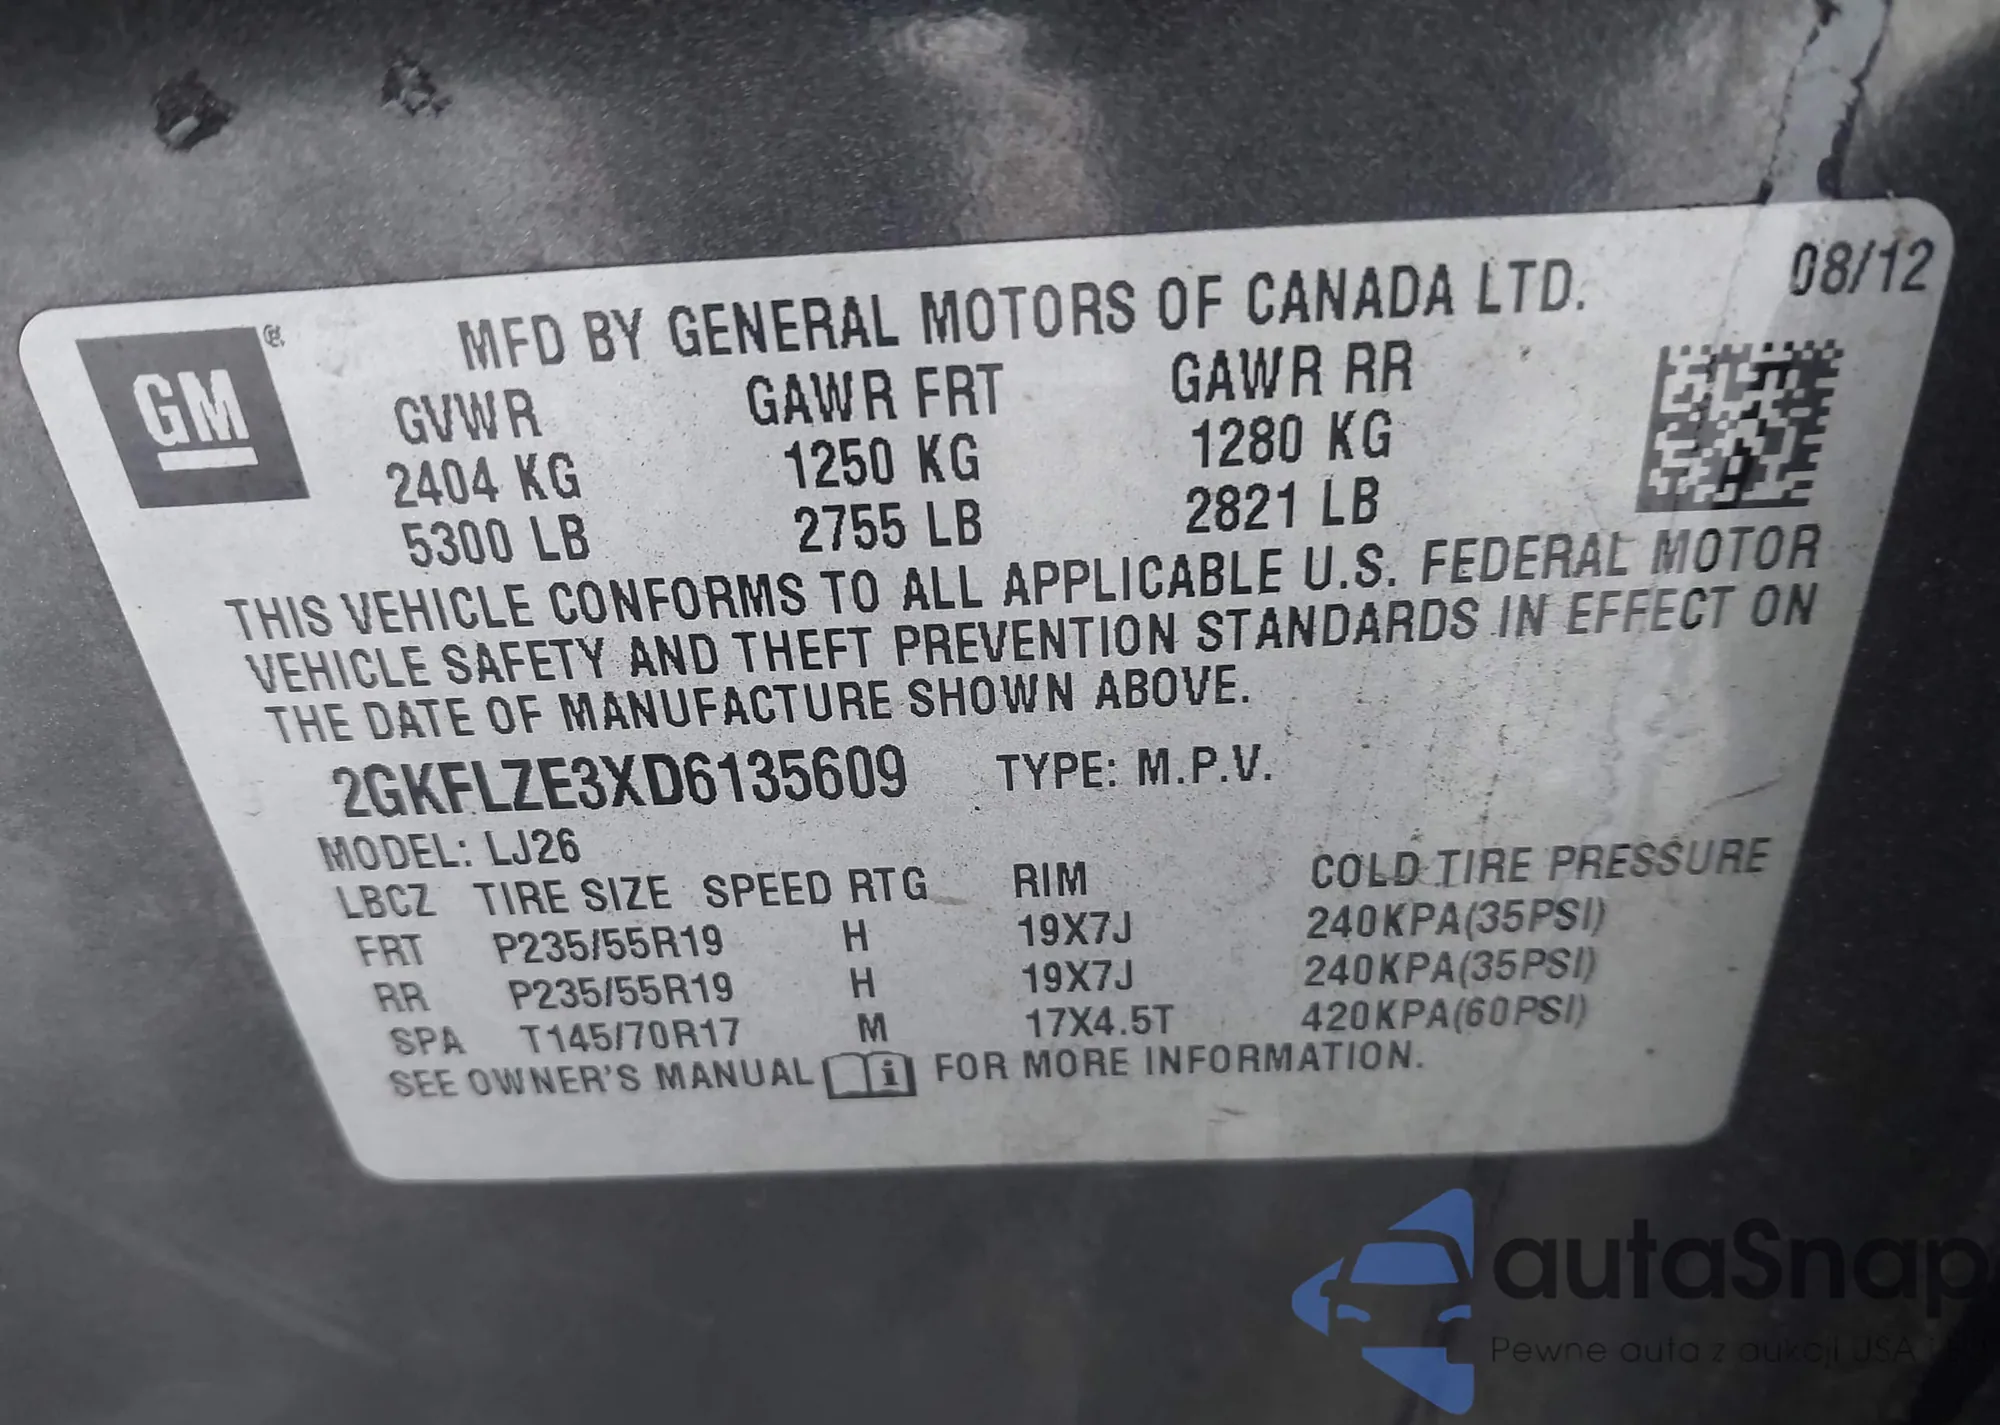 GM ®
MFD BY GENERAL MOTORS OF CANADA LTD. 08/12
GVWR GAWR FRT GAWR RR
2404 KG 1250 KG 1280 KG
5300 LB 2755 LB 2821 LB
THIS VEHICLE CONFORMS TO ALL APPLICABLE U.S. FEDERAL MOTOR
VEHICLE SAFETY AND THEFT PREVENTION STANDARDS IN EFFECT ON
THE DATE OF MANUFACTURE SHOWN ABOVE.
2GKFLZE3XD6135609 TYPE: M.P.V.
MODEL: LJ26
LBCZ TIRE SIZE SPEED RTG RIM COLD TIRE PRESSURE
FRT P235/55R19 H 19X7J 240KPA(35PSI)
RR P235/55R19 H 19X7J 240KPA(35PSI)
SPA T145/70R17 M 17X4.5T 420KPA(60PSI)
SEE OWNER'S MANUAL i FOR MORE INFORMATION.
autaSnap
Pewne auta z aukcji USA i